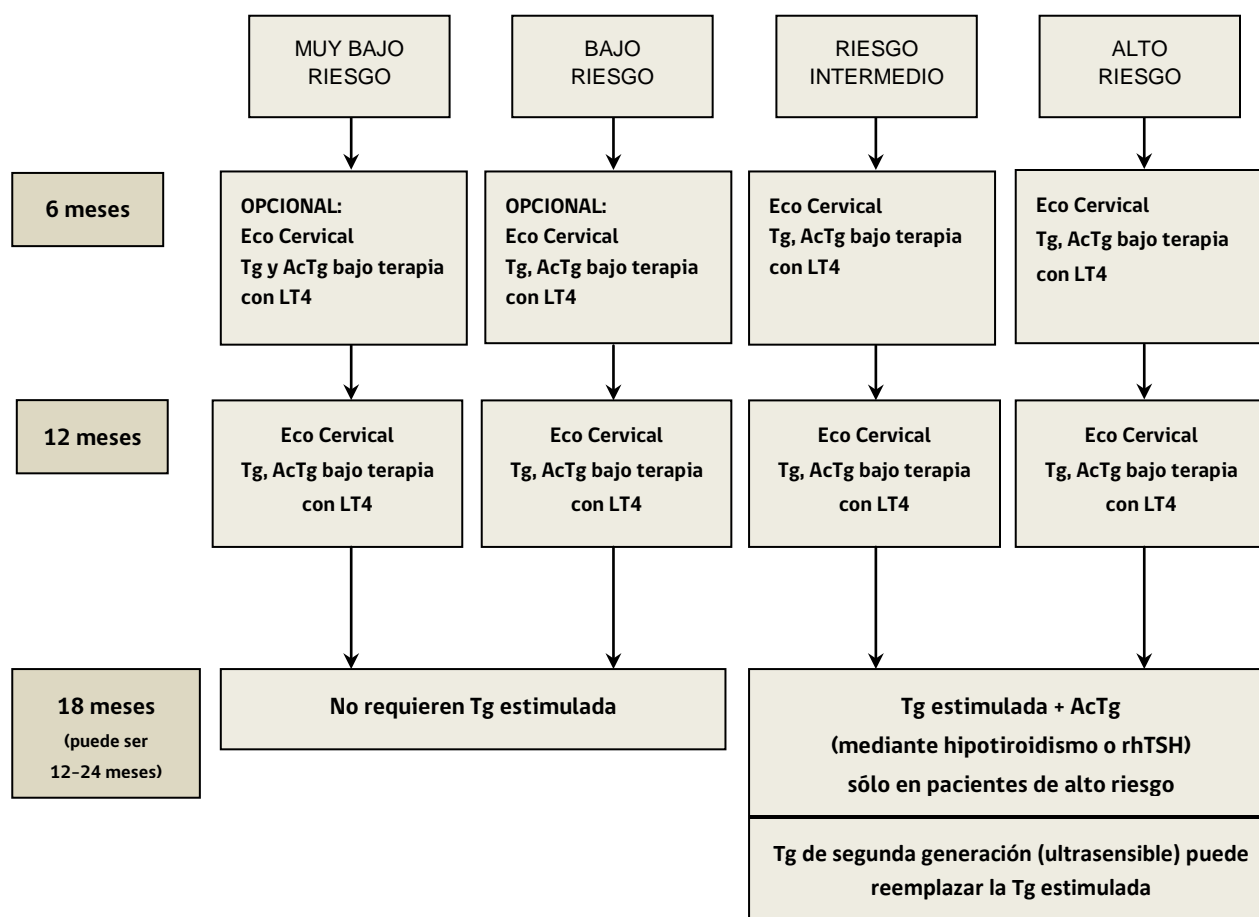 MUY BAJO
RIESGO
BAJO
RIESGO
RIESGO
INTERMEDIO
ALTO
RIESGO
6 meses
OPCIONAL:
Eco Cervical
Tg y AcTg bajo terapia
con LT4
OPCIONAL:
Eco Cervical
Tg, AcTg bajo terapia
con LT4
Eco Cervical
Tg, AcTg bajo terapia
con LT4
Eco Cervical
Tg, AcTg bajo terapia
con LT4
12 meses
Eco Cervical
Tg, AcTg bajo terapia
con LT4
Eco Cervical
Tg, AcTg bajo terapia
con LT4
Eco Cervical
Tg, AcTg bajo terapia
con LT4
Eco Cervical
Tg, AcTg bajo terapia
con LT4
18 meses
(puede ser
12-24 meses)
No requieren Tg estimulada
Tg estimulada + AcTg
(mediante hipotiroidismo o rhTSH)
sólo en pacientes de alto riesgo
Tg de segunda generación (ultrasensible) puede
reemplazar la Tg estimulada